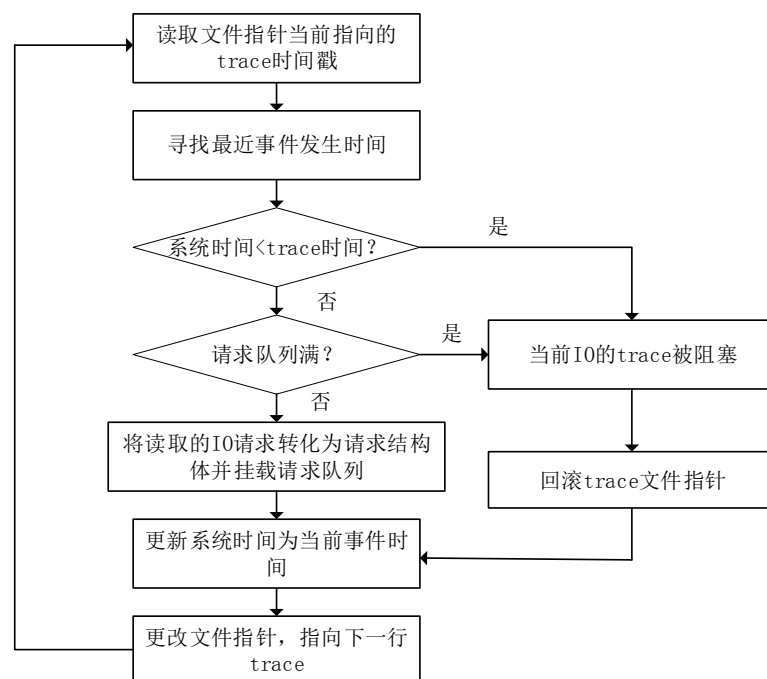 读取文件指针当前指向的
trace时间戳
寻找最近事件发生时间
系统时间<trace时间？
是
否
请求队列满？
是
当前IO的trace被阻塞
否
将读取的IO请求转化为请求结构
体并挂载请求队列
回滚trace文件指针
更新系统时间为当前事件时
间
更改文件指针，指向下一行
trace